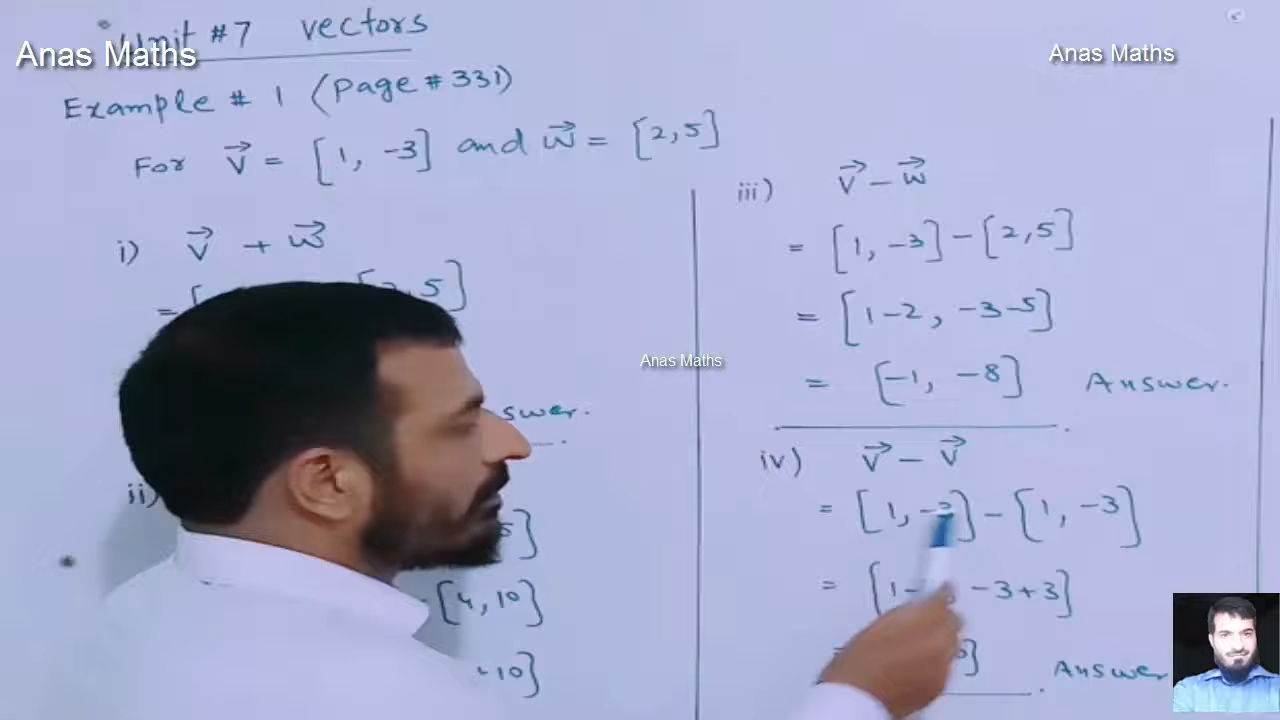 Unit #7 vectors
Anas Maths
Anas Maths
Example # 1 (Page # 331)
For v⃗ = [1, -3] and w⃗ = [2,5]
i) v⃗ + w⃗
= [ 2,5]
swer.
ii)
5]
[4, 10]
+10]
Anas Maths
iii) v⃗ - w⃗
= [1, -3] - [2,5]
= [1-2, -3-5]
= [-1, -8] Answer.
iv) v⃗ - v⃗
= [1, -3] - [1, -3]
= [1- -3+3]
= 0] Answer